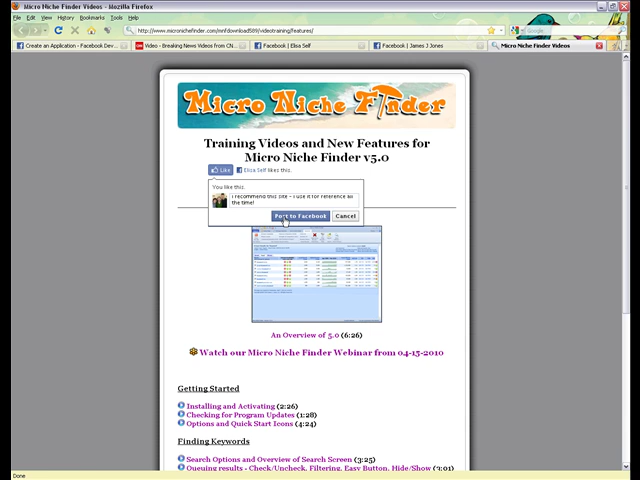 Micro Niche Finder Videos - Mozilla Firefox
File Edit View History Bookmarks Tools Help
http://www.micronichefinder.com/mnf/download589/videotraining/features/
Google
Create an Application - Facebook Dev...
Video - Breaking News Videos from CN...
Facebook | Elisa Self
Facebook | James J Jones
Micro Niche Finder Videos
Micro Niche Finder
Training Videos and New Features for
Micro Niche Finder v5.0
Like
Elisa Self likes this.
You like this.
I recommend this site - I use it for reference all
the time!
Post to Facebook
Cancel
An Overview of 5.0 (6:26)
Watch our Micro Niche Finder Webinar from 04-15-2010
Getting Started
Installing and Activating (2:26)
Checking for Program Updates (1:28)
Options and Quick Start Icons (4:24)
Finding Keywords
Search Options and Overview of Search Screen (3:25)
Queuing results - Check/Uncheck, Filtering, Easy Button, Hide/Show (3:01)
Done